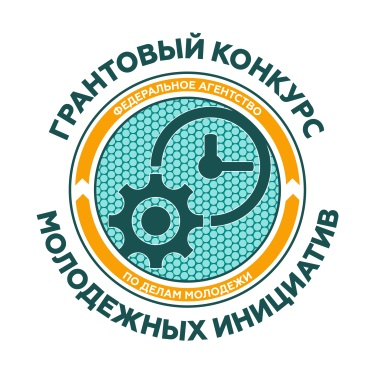 ГРАНТОВЫЙ КОНКУРС
ФЕДЕРАЛЬНОЕ АГЕНТСТВО
ПО ДЕЛАМ МОЛОДЕЖИ
МОЛОДЕЖНЫХ ИНИЦИАТИВ